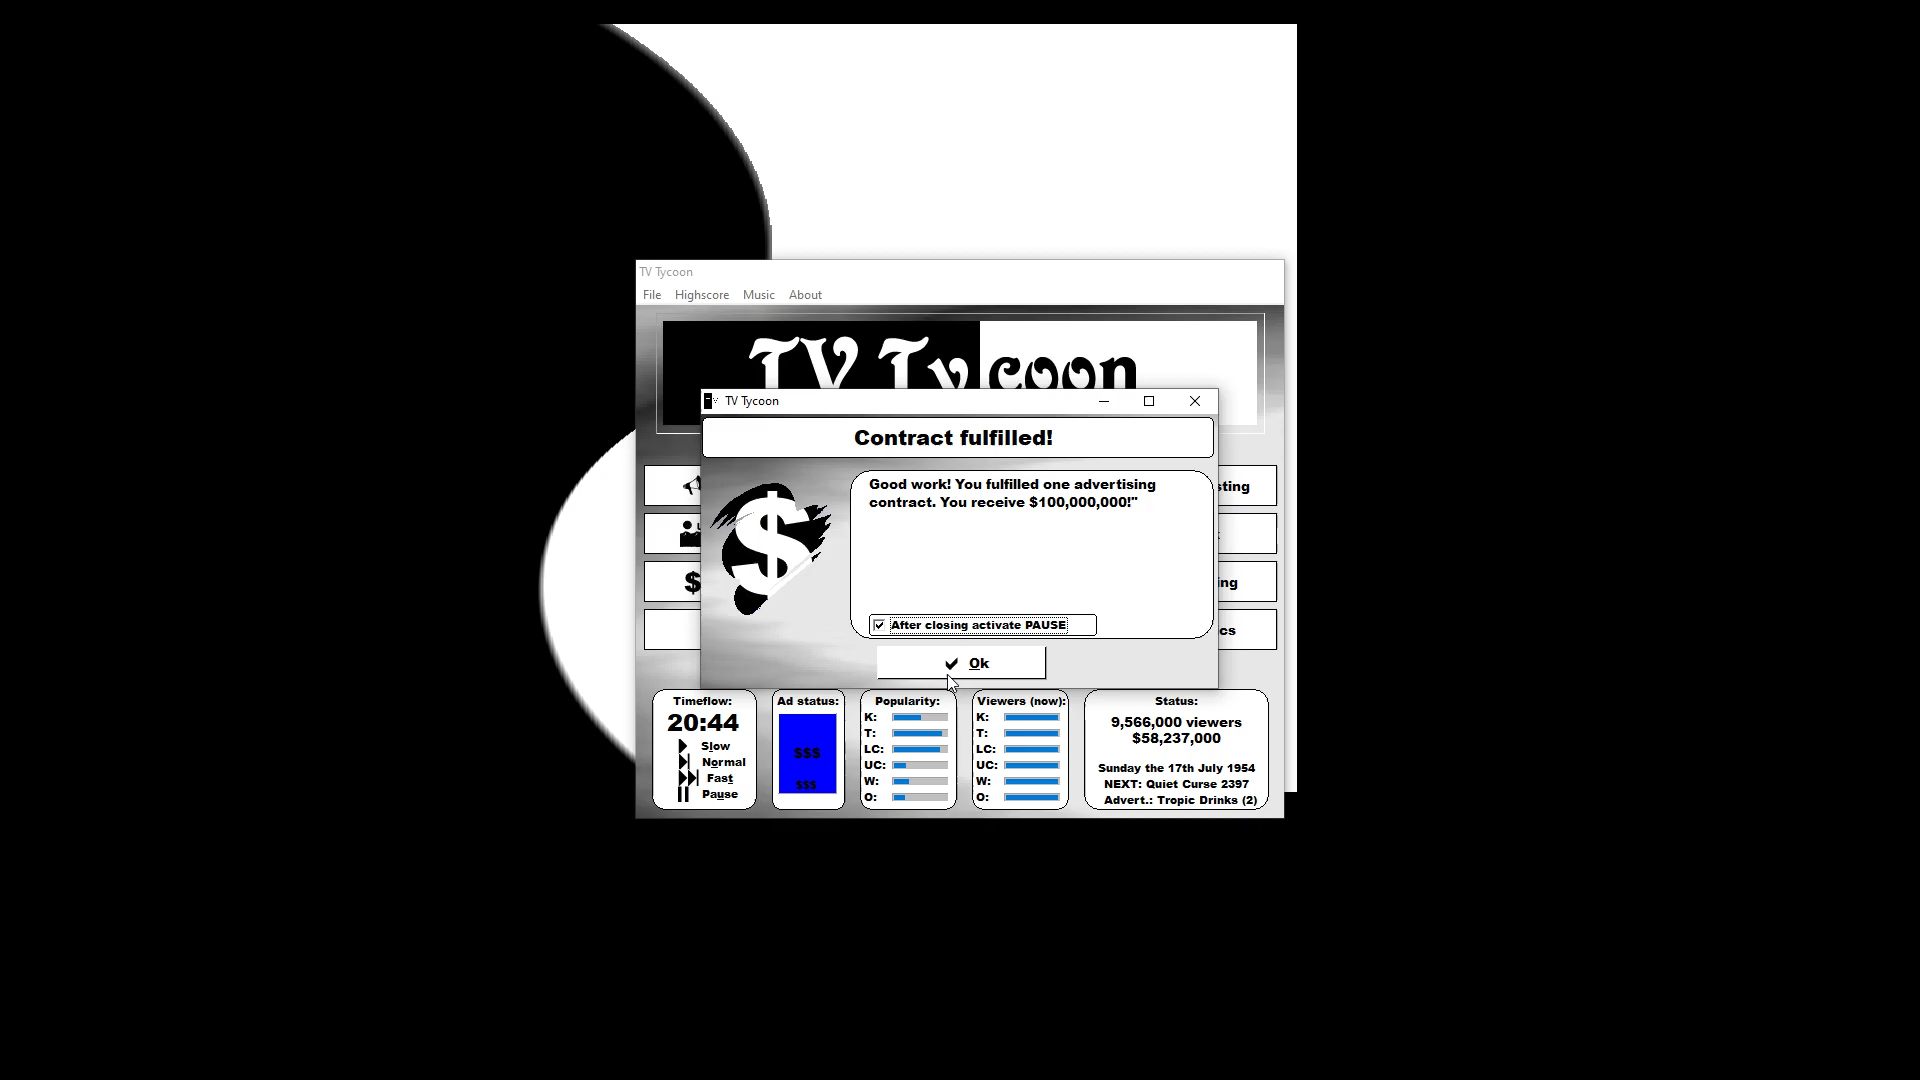 TV Tycoon
File Highscore Music About
TV Tycoon
TV Tycoon
Contract fulfilled!
Good work! You fulfilled one advertising
contract. You receive $100,000,000!"
After closing activate PAUSE
Ok
$
Timeflow:
20:44
Slow
Normal
Fast
Pause
Ad status:
$$$
$$$
Popularity:
K:
T:
LC:
UC:
W:
O:
Viewers (now):
K:
T:
LC:
UC:
W:
O:
Status:
9,566,000 viewers
$58,237,000
Sunday the 17th July 1954
NEXT: Quiet Curse 2397
Advert.: Tropic Drinks (2)